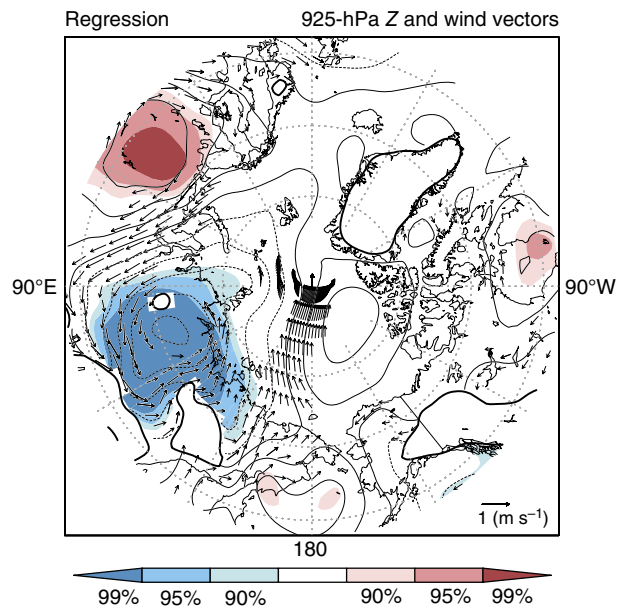 Regression 925-hPa Z and wind vectors
90°E 90°W
1 (m s⁻¹)
180
99% 95% 90% 90% 95% 99%